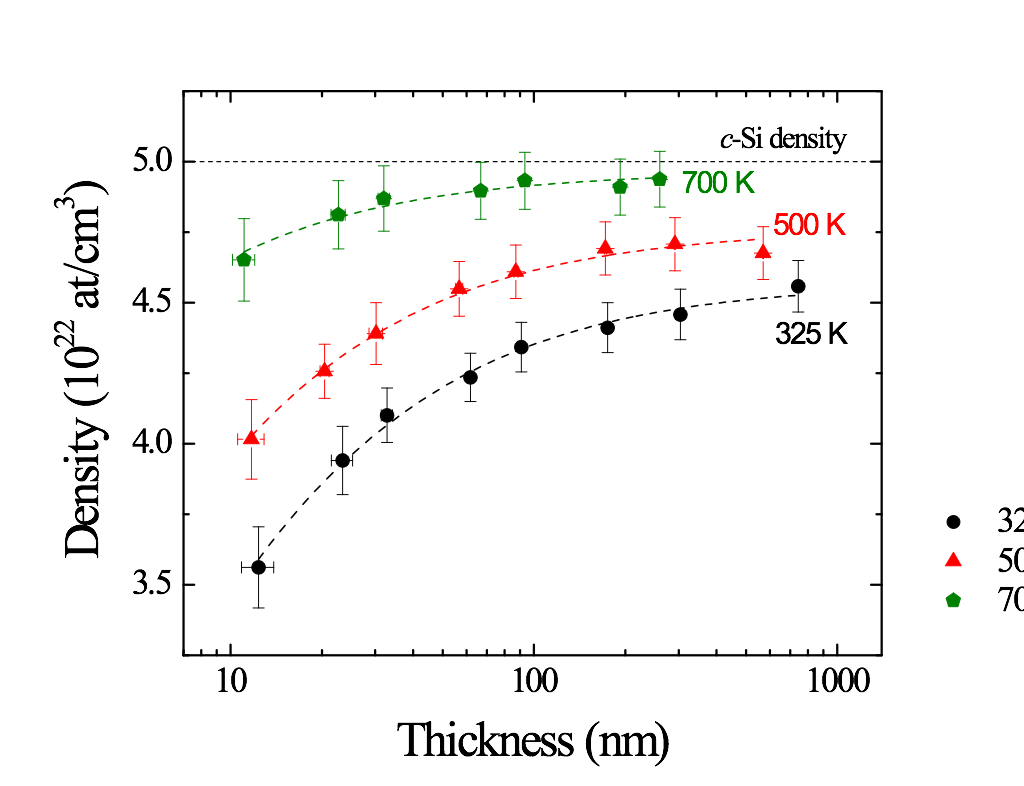 c-Si density
700 K
500 K
325 K
5.0
4.5
4.0
3.5
Density (10²² at/cm³)
10
100
1000
Thickness (nm)
32
50
70